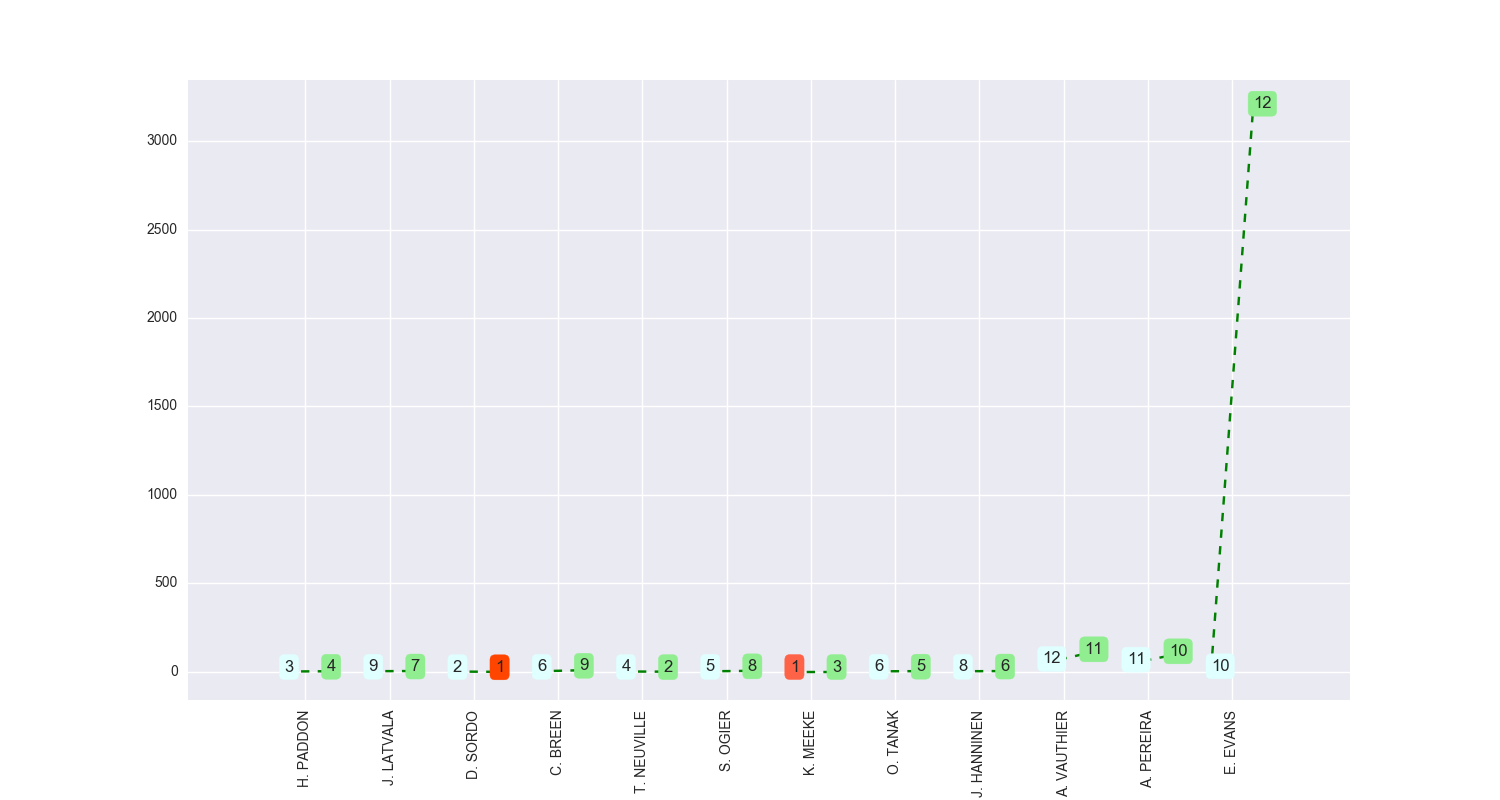 12
3000
2500
2000
1500
1000
500
0
3 4 9 7 2 1 6 9 4 2 5 8 1 3 6 5 8 6 12 11 11 10 10
H. PADDON
J. LATVALA
D. SORDO
C. BREEN
T. NEUVILLE
S. OGIER
K. MEEKE
O. TANAK
J. HANNINEN
A. VAUTHIER
A. PEREIRA
E. EVANS